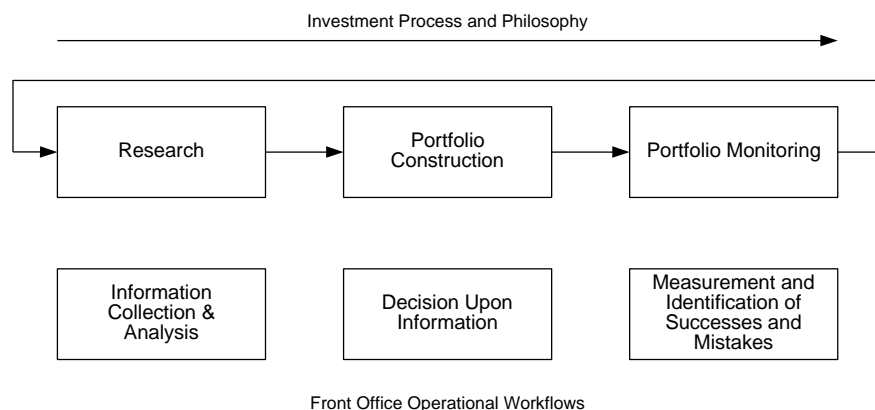 Investment Process and Philosophy
Research
Portfolio
Construction
Portfolio Monitoring
Information
Collection &
Analysis
Decision Upon
Information
Measurement and
Identification of
Successes and
Mistakes
Front Office Operational Workflows